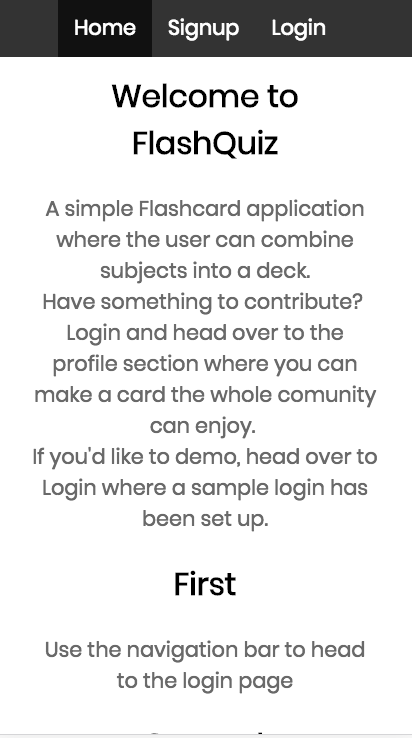 Home Signup Login
Welcome to
FlashQuiz
A simple Flashcard application
where the user can combine
subjects into a deck.
Have something to contribute?
Login and head over to the
profile section where you can
make a card the whole comunity
can enjoy.
If you'd like to demo, head over to
Login where a sample login has
been set up.
First
Use the navigation bar to head
to the login page